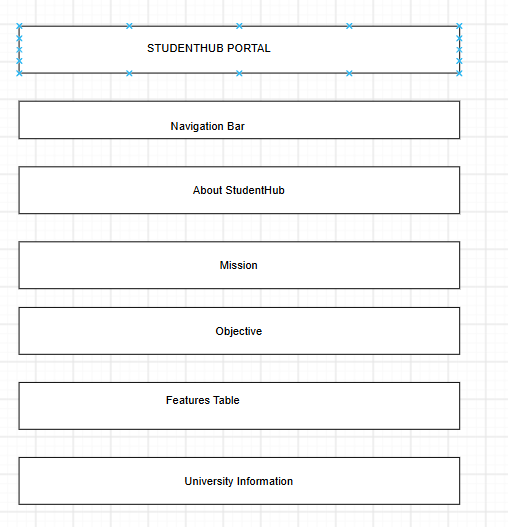 STUDENTHUB PORTAL
Navigation Bar
About StudentHub
Mission
Objective
Features Table
University Information